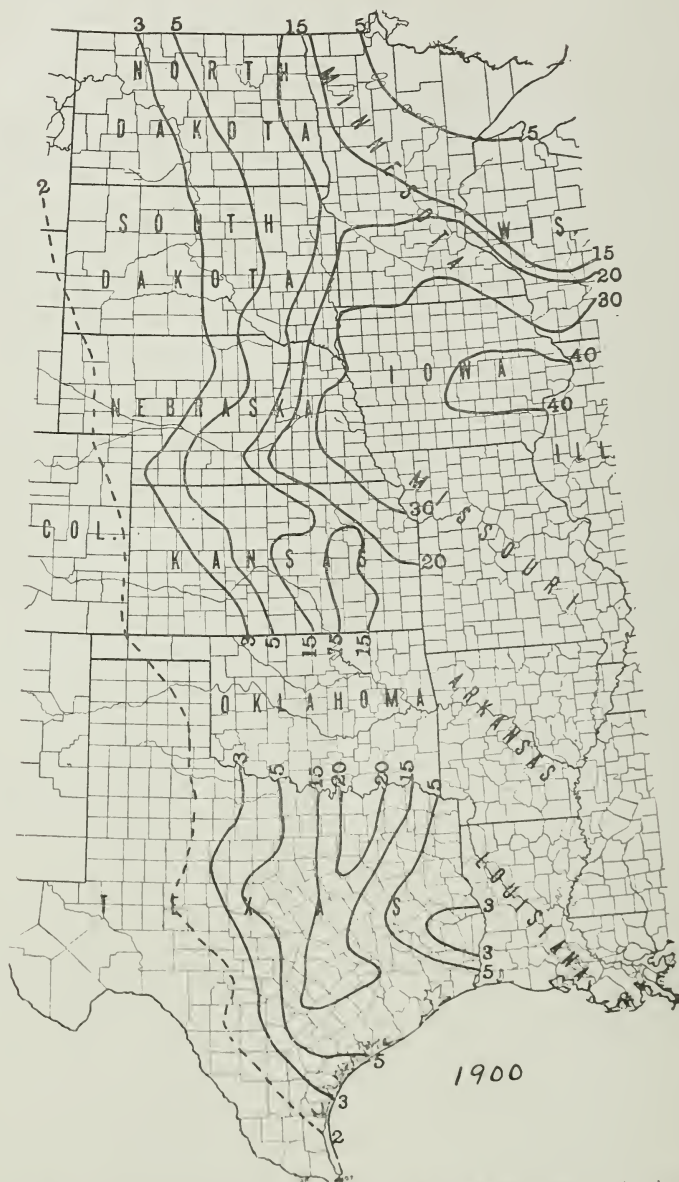 3 5 15 5
NORTH
DAKOTA
MINNESOTA
5
2
SOUTH
DAKOTA
WIS.
15
20
30
IOWA
40
40
NEBRASKA
ILL
COL.
MISSOURI
30
KANSAS
20
3 5 15 15 15
OKLAHOMA
ARKANSAS
3 5 15 20 20 15 5
TEXAS
LOUISIANA
3
3
5
5
1900
3
2